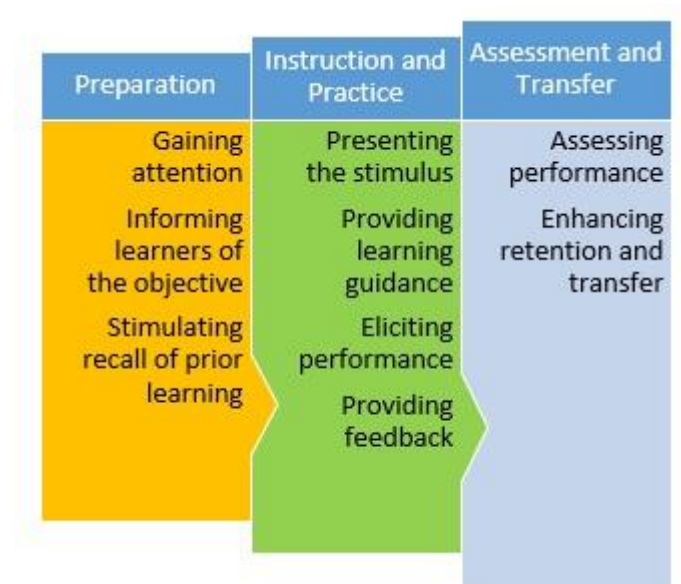 Preparation
Gaining
attention
Informing
learners of
the objective
Stimulating
recall of prior
learning
Instruction and
Practice
Presenting
the stimulus
Providing
learning
guidance
Eliciting
performance
Providing
feedback
Assessment and
Transfer
Assessing
performance
Enhancing
retention and
transfer